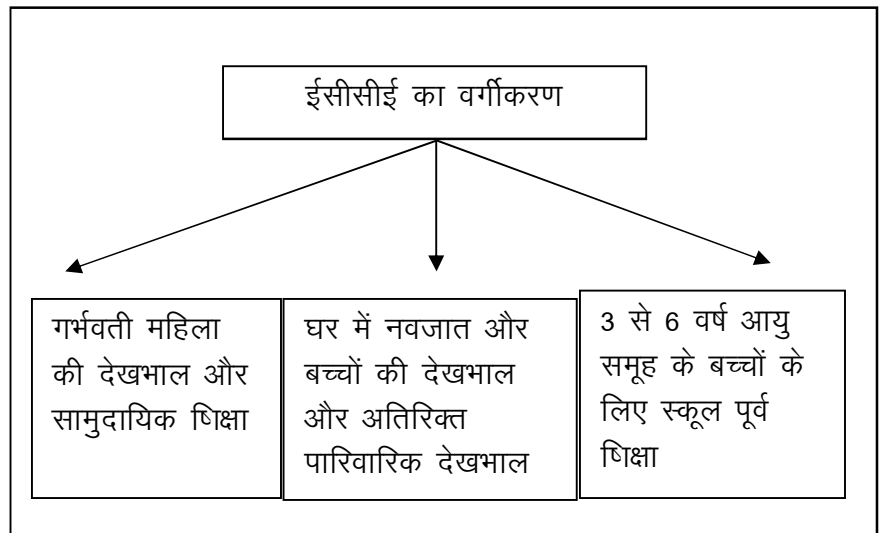 ईसीसीई का वर्गीकरण
गर्भवती महिला
की देखभाल और
सामुदायिक षिक्षा
घर में नवजात और
बच्चों की देखभाल
और अतिरिक्त
पारिवारिक देखभाल
3 से 6 वर्ष आयु
समूह के बच्चों के
लिए स्कूल पूर्व
षिक्षा